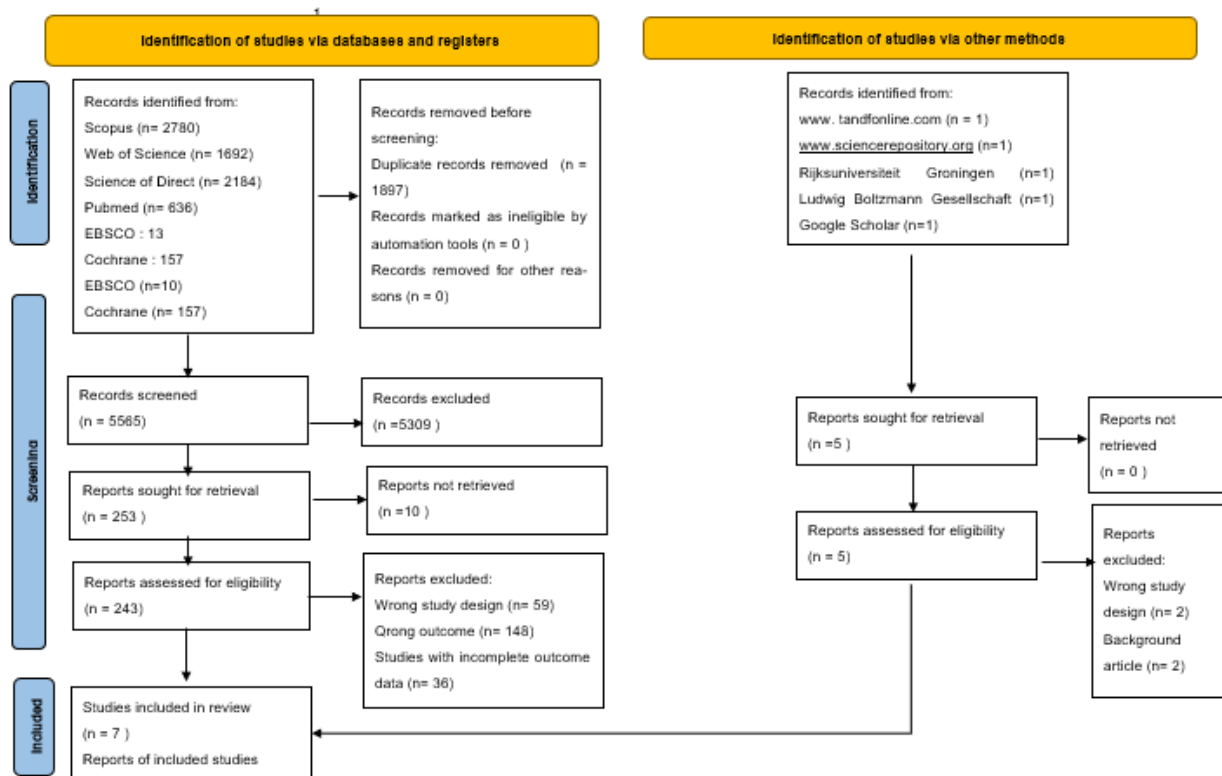 Identification of studies via databases and registers
Identification of studies via other methods
Identification
Records identified from:
Scopus (n= 2780)
Web of Science (n= 1692)
Science of Direct (n= 2184)
Pubmed (n= 636)
EBSCO : 13
Cochrane : 157
EBSCO (n=10)
Cochrane (n= 157)
Records removed before
screening:
Duplicate records removed (n =
1897)
Records marked as ineligible by
automation tools (n = 0 )
Records removed for other rea-
sons (n = 0)
Records identified from:
www. tandfonline.com (n = 1)
www.sciencerepository.org (n=1)
Rijksuniversiteit Groningen (n=1)
Ludwig Boltzmann Gesellschaft (n=1)
Google Scholar (n=1)
Screening
Records screened
(n = 5565)
Records excluded
(n =5309 )
Reports sought for retrieval
(n = 253 )
Reports not retrieved
(n =10 )
Reports assessed for eligibility
(n = 243)
Reports excluded:
Wrong study design (n= 59)
Qrong outcome (n= 148)
Studies with incomplete outcome
data (n= 36)
Reports sought for retrieval
(n =5 )
Reports not
retrieved
(n = 0 )
Reports assessed for eligibility
(n = 5)
Reports
excluded:
Wrong study
design (n= 2)
Background
article (n= 2)
Included
Studies included in review
(n = 7 )
Reports of included studies